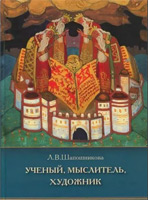 Л.В.Шапошникова
УЧЕНЫЙ, МЫСЛИТЕЛЬ,
ХУДОЖНИК